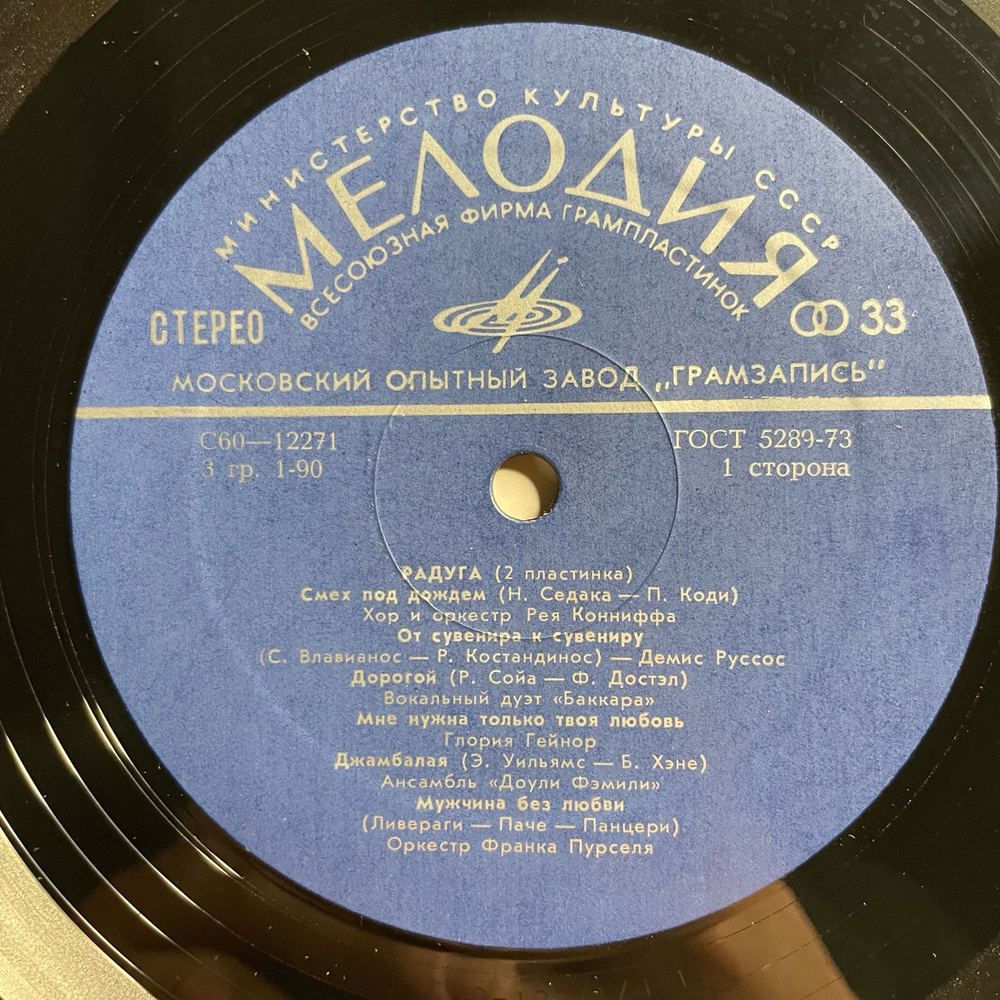 МИНИСТЕРСТВО КУЛЬТУРЫ СССР
МЕЛОДИЯ
ВСЕСОЮЗНАЯ ФИРМА ГРАМПЛАСТИНОК
СТЕРЕО
33
МОСКОВСКИЙ ОПЫТНЫЙ ЗАВОД „ГРАМЗАПИСЬ"
С60—12271
ГОСТ 5289-73
3 гр. 1-90
1 сторона
РАДУГА (2 пластинка)
Смех под дождем (Н. Седака — П. Коди)
Хор и оркестр Рея Конниффа
От сувенира к сувениру
(С. Влавианос — Р. Костандинос) — Демис Руссос
Дорогой (Р. Сойа — Ф. Достэл)
Вокальный дуэт «Баккара»
Мне нужна только твоя любовь
Глория Гейнор
Джамбалая (Э. Уильямс — Б. Хэне)
Ансамбль «Доули Фэмили»
Мужчина без любви
(Ливераги — Паче — Панцери)
Оркестр Франка Пурселя